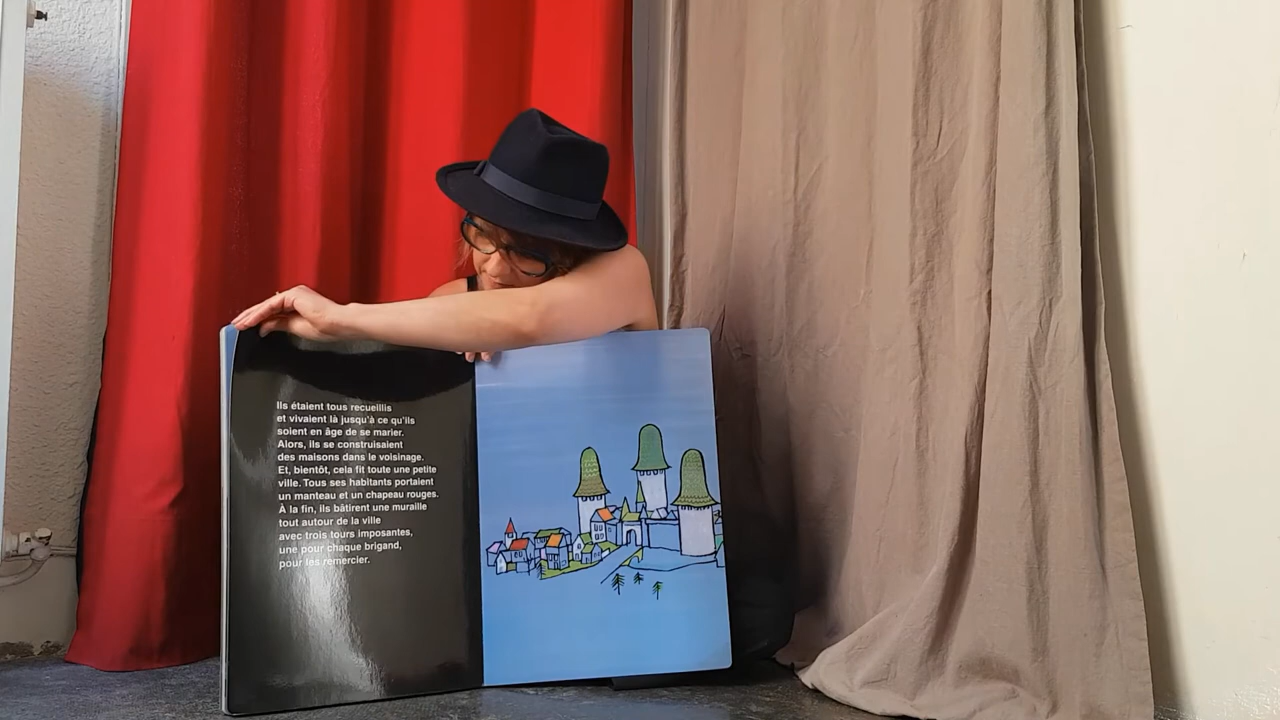 Ils étaient tous recueillis
et vivaient là jusqu'à ce qu'ils
soient en âge de se marier.
Alors, ils se construisaient
des maisons dans le voisinage.
Et, bientôt, cela fit toute une petite
ville. Tous ses habitants portaient
un manteau et un chapeau rouges.
À la fin, ils bâtirent une muraille
tout autour de la ville
avec trois tours imposantes,
une pour chaque brigand,
pour les remercier.